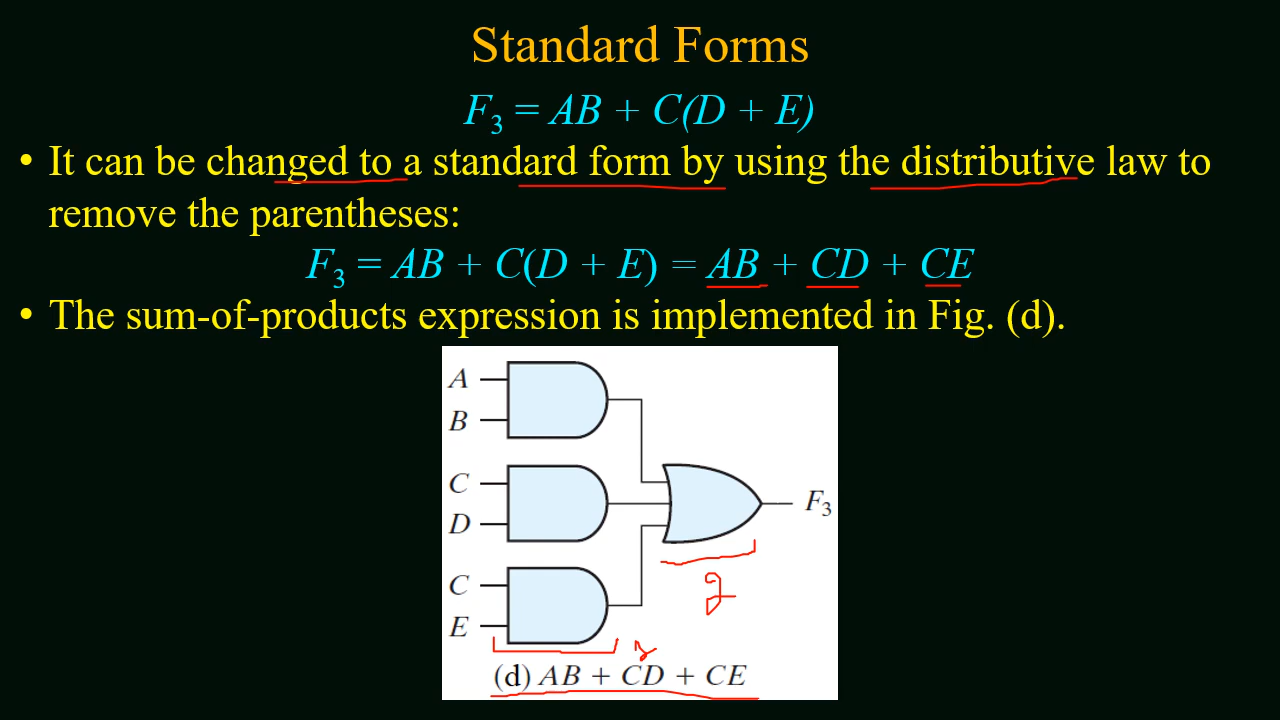 Standard Forms
F3 = AB + C(D + E)
• It can be changed to a standard form by using the distributive law to
remove the parentheses:
F3 = AB + C(D + E) = AB + CD + CE
• The sum-of-products expression is implemented in Fig. (d).
A
B
C
D
F3
C
E
2
(d) AB + CD + CE